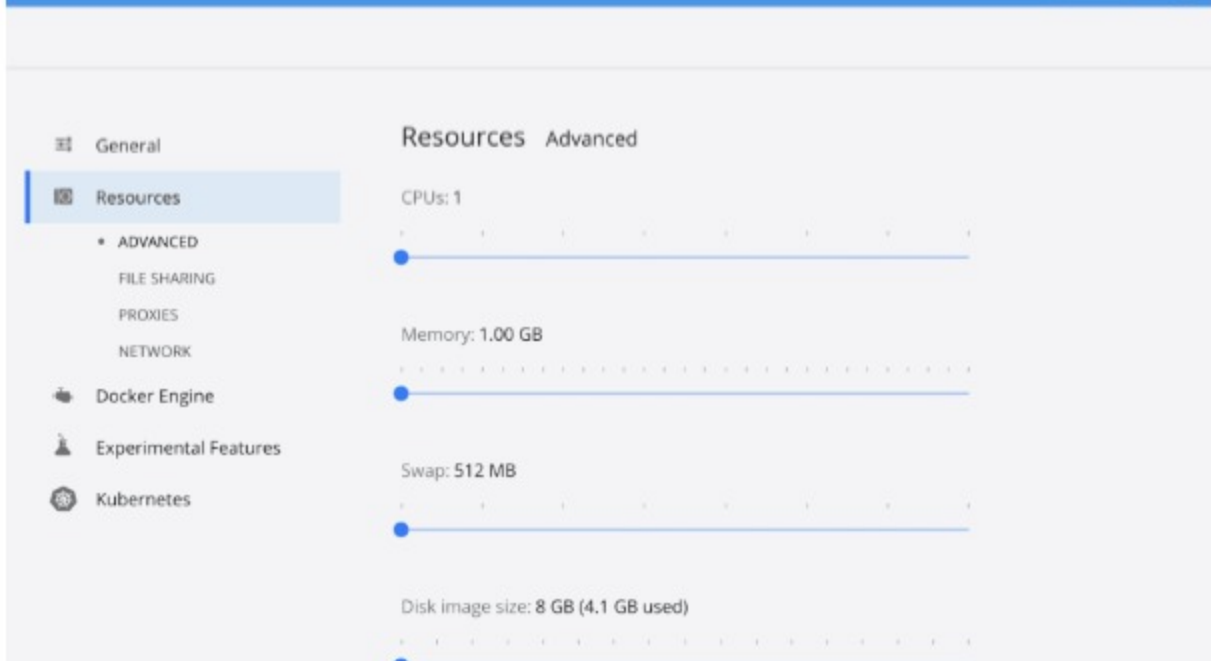 General
Resources
ADVANCED
FILE SHARING
PROXIES
NETWORK
Docker Engine
Experimental Features
Kubernetes
Resources Advanced
CPUs: 1
Memory: 1.00 GB
Swap: 512 MB
Disk image size: 8 GB (4.1 GB used)